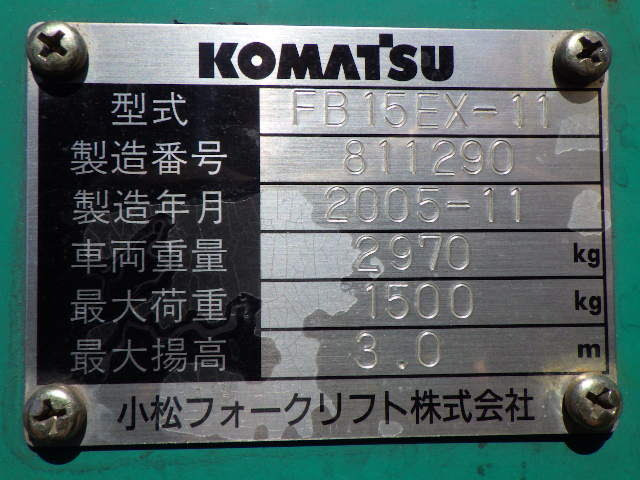 KOMATSU
型式 FB15EX-11
製造番号 811290
製造年月 2005-11
車両重量 2970 kg
最大荷重 1500 kg
最大揚高 3.0 m
小松フォークリフト株式会社